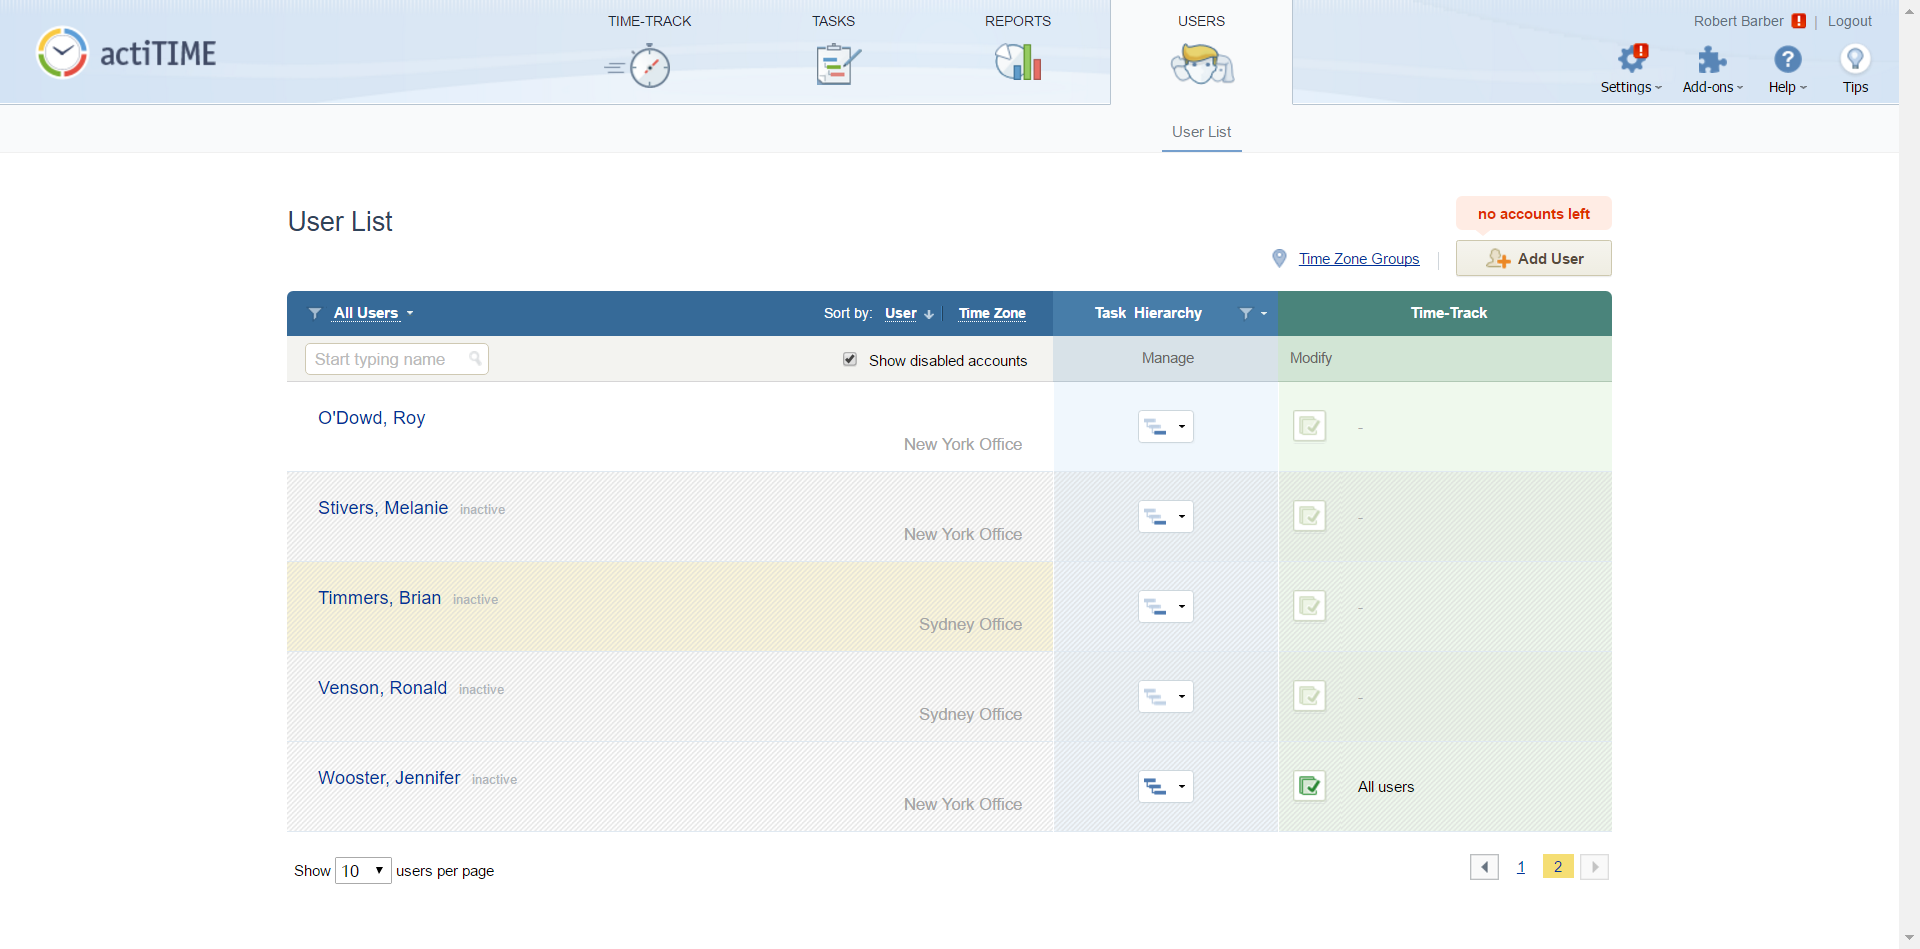 TIME-TRACK
TASKS
REPORTS
USERS
Robert Barber ! | Logout
actiTIME
Settings
Add-ons
Help
Tips
User List
User List
no accounts left
Time Zone Groups
Add User
All Users
Sort by: User
Time Zone
Task Hierarchy
Time-Track
Start typing name
Show disabled accounts
Manage
Modify
O'Dowd, Roy
New York Office
-
Stivers, Melanie inactive
New York Office
-
Timmers, Brian inactive
Sydney Office
-
Venson, Ronald inactive
Sydney Office
-
Wooster, Jennifer inactive
New York Office
All users
Show 10 users per page
1 2